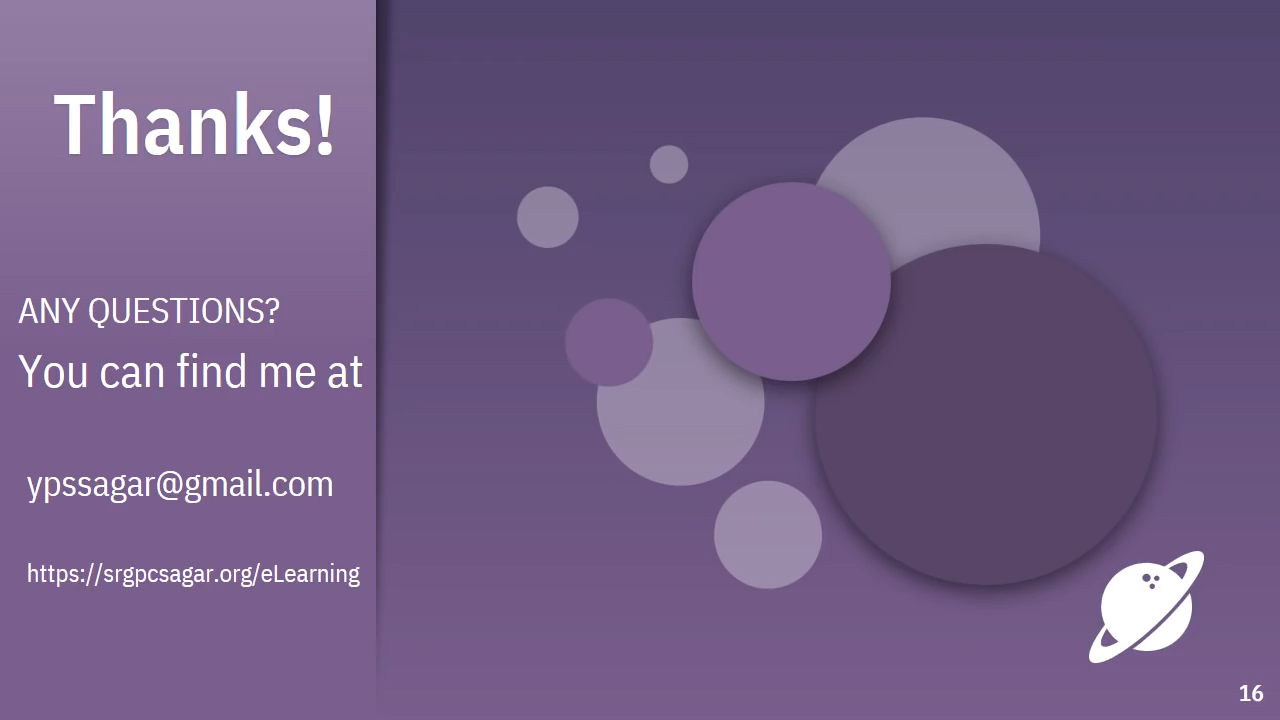 Thanks!
ANY QUESTIONS?
You can find me at
ypssagar@gmail.com
https://srgpcsagar.org/eLearning
16